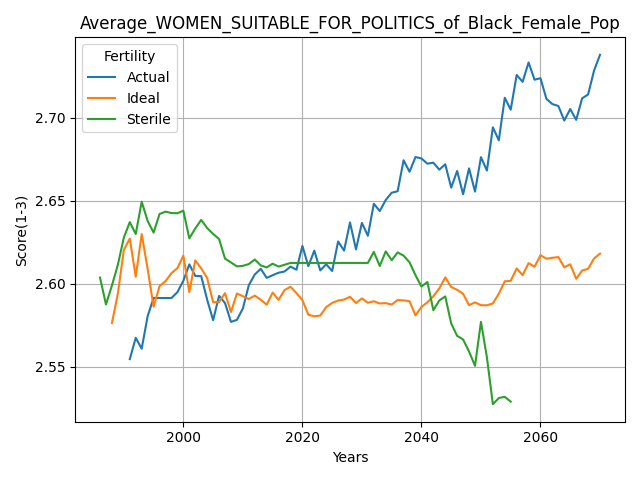 Average_WOMEN_SUITABLE_FOR_POLITICS_of_Black_Female_Pop
Fertility
Actual
Ideal
Sterile
2.70
2.65
2.60
2.55
Score(1-3)
2000
2020
2040
2060
Years